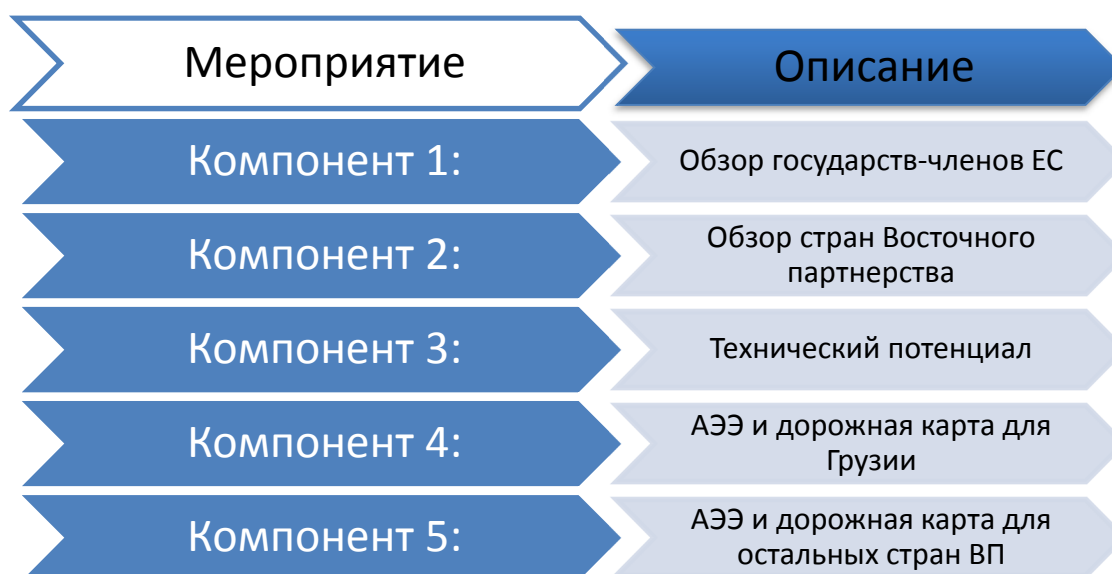 Мероприятие
Описание
Компонент 1:
Обзор государств-членов ЕС
Компонент 2:
Обзор стран Восточного
партнерства
Компонент 3:
Технический потенциал
Компонент 4:
АЭЭ и дорожная карта для
Грузии
Компонент 5:
АЭЭ и дорожная карта для
остальных стран ВП